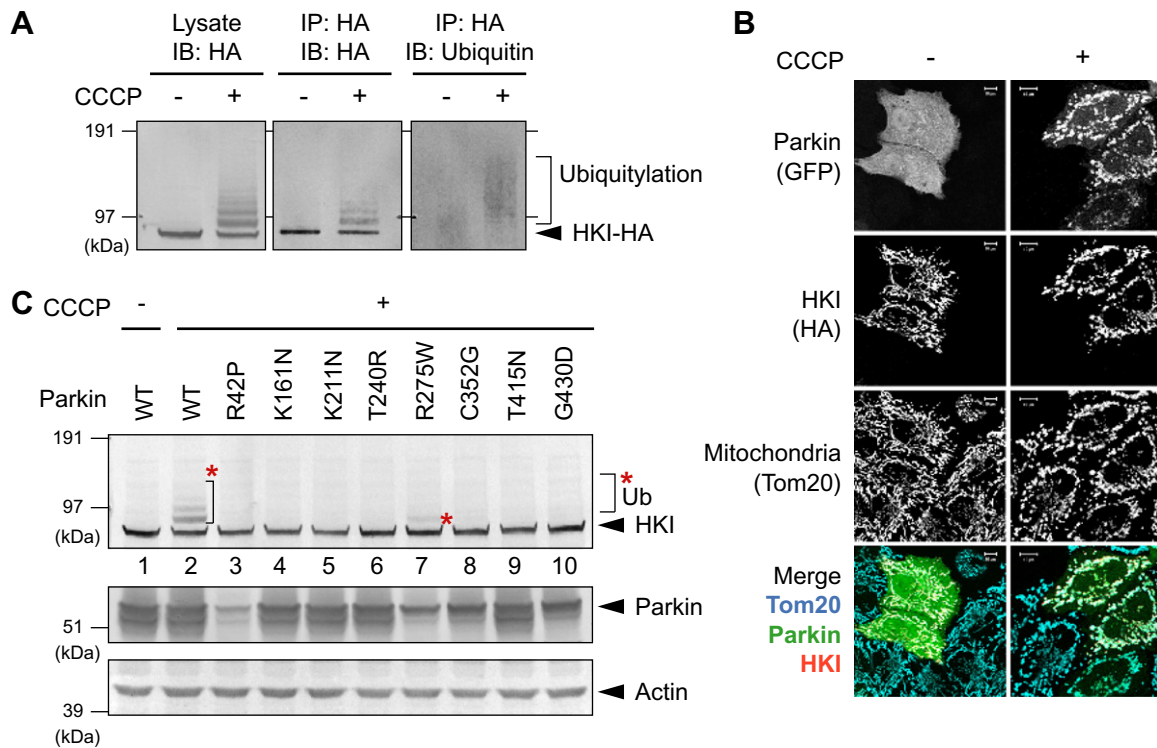 A
Lysate
IB: HA
IP: HA
IB: HA
IP: HA
IB: Ubiquitin
CCCP - + - + - +
191
97
(kDa)
Ubiquitylation
HKI-HA
B
CCCP - +
Parkin
(GFP)
HKI
(HA)
Mitochondria
(Tom20)
Merge
Tom20
Parkin
HKI
C
CCCP - +
Parkin WT WT R42P K161N K211N T240R R275W C352G T415N G430D
191
*
*
97
Ub
*
HKI
(kDa)
1 2 3 4 5 6 7 8 9 10
Parkin
51
(kDa)
Actin
39
(kDa)